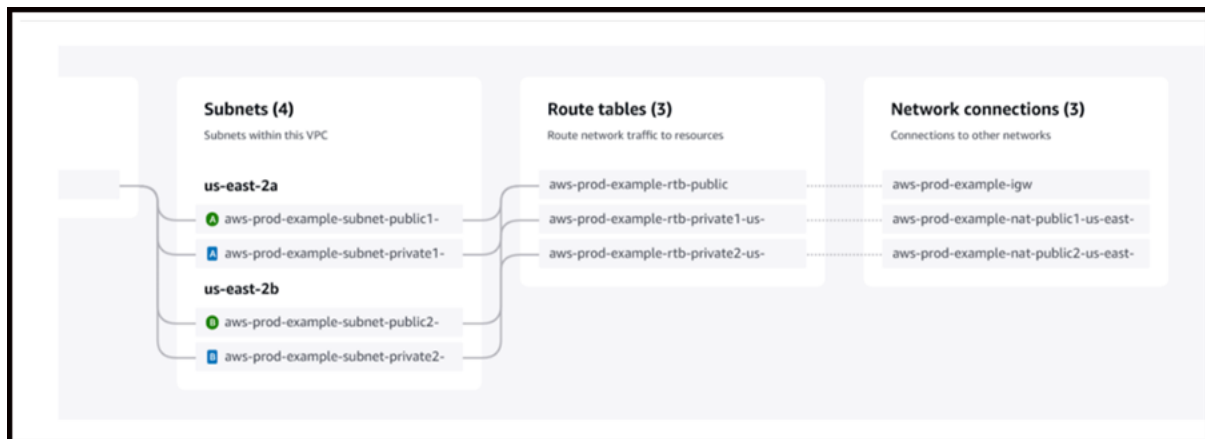 Subnets (4)
Subnets within this VPC
us-east-2a
A aws-prod-example-subnet-public1-
A aws-prod-example-subnet-private1-
us-east-2b
B aws-prod-example-subnet-public2-
B aws-prod-example-subnet-private2-
Route tables (3)
Route network traffic to resources
aws-prod-example-rtb-public
aws-prod-example-rtb-private1-us-
aws-prod-example-rtb-private2-us-
Network connections (3)
Connections to other networks
aws-prod-example-igw
aws-prod-example-nat-public1-us-east-
aws-prod-example-nat-public2-us-east-